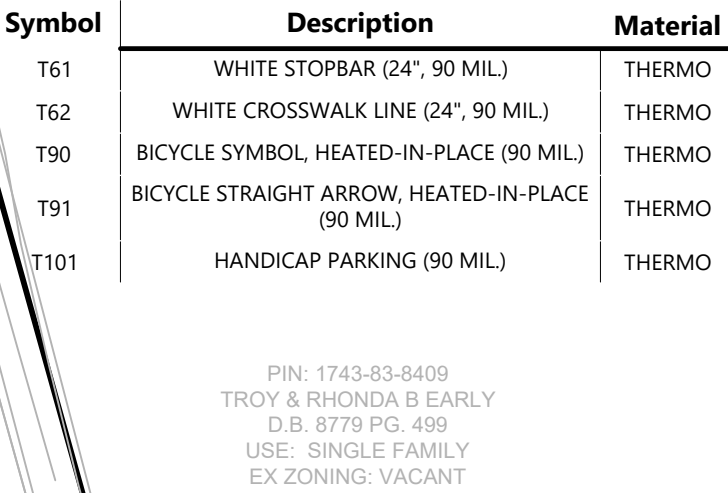 Symbol Description Material
T61 WHITE STOPBAR (24", 90 MIL.) THERMO
T62 WHITE CROSSWALK LINE (24", 90 MIL.) THERMO
T90 BICYCLE SYMBOL, HEATED-IN-PLACE (90 MIL.) THERMO
T91 BICYCLE STRAIGHT ARROW, HEATED-IN-PLACE (90 MIL.) THERMO
T101 HANDICAP PARKING (90 MIL.) THERMO
PIN: 1743-83-8409
TROY & RHONDA B EARLY
D.B. 8779 PG. 499
USE: SINGLE FAMILY
EX ZONING: VACANT